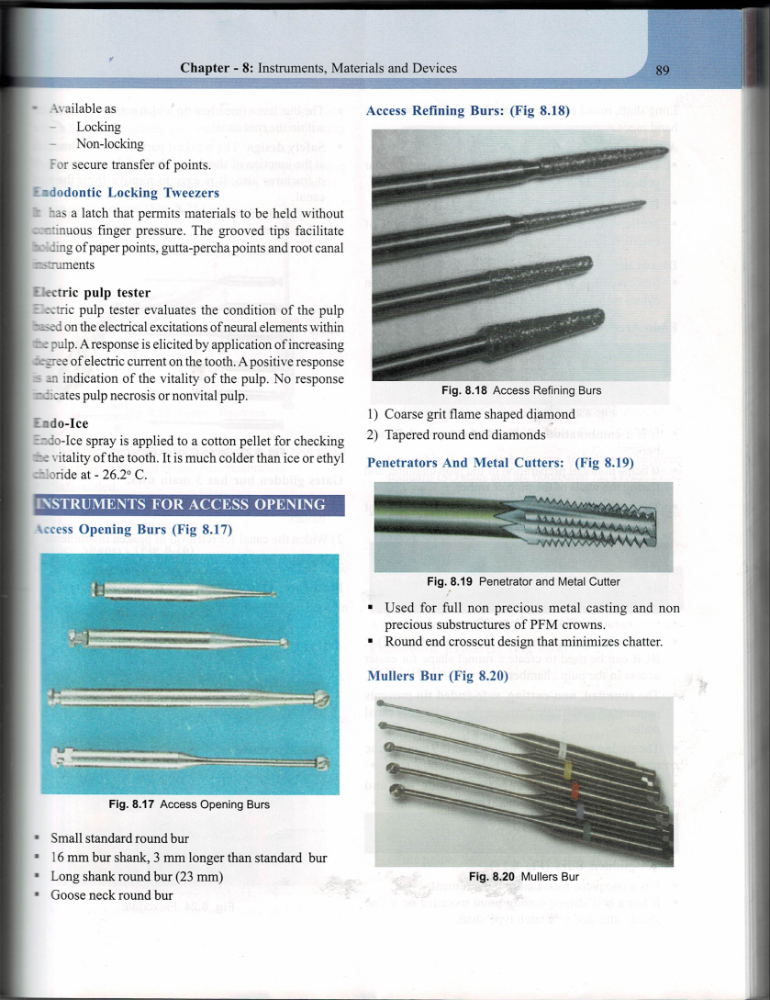 Chapter - 8: Instruments, Materials and Devices
89
Available as
– Locking
– Non-locking
For secure transfer of points.
Endodontic Locking Tweezers
It has a latch that permits materials to be held without
continuous finger pressure. The grooved tips facilitate
holding of paper points, gutta-percha points and root canal
instruments
Electric pulp tester
Electric pulp tester evaluates the condition of the pulp
based on the electrical excitations of neural elements within
the pulp. A response is elicited by application of increasing
degree of electric current on the tooth. A positive response
is an indication of the vitality of the pulp. No response
indicates pulp necrosis or nonvital pulp.
Endo-Ice
Endo-Ice spray is applied to a cotton pellet for checking
the vitality of the tooth. It is much colder than ice or ethyl
chloride at - 26.2° C.
INSTRUMENTS FOR ACCESS OPENING
Access Opening Burs (Fig 8.17)
Fig. 8.17 Access Opening Burs
▪ Small standard round bur
▪ 16 mm bur shank, 3 mm longer than standard bur
▪ Long shank round bur (23 mm)
▪ Goose neck round bur
Access Refining Burs: (Fig 8.18)
Fig. 8.18 Access Refining Burs
1) Coarse grit flame shaped diamond
2) Tapered round end diamonds
Penetrators And Metal Cutters: (Fig 8.19)
Fig. 8.19 Penetrator and Metal Cutter
▪ Used for full non precious metal casting and non
precious substructures of PFM crowns.
▪ Round end crosscut design that minimizes chatter.
Mullers Bur (Fig 8.20)
Fig. 8.20 Mullers Bur